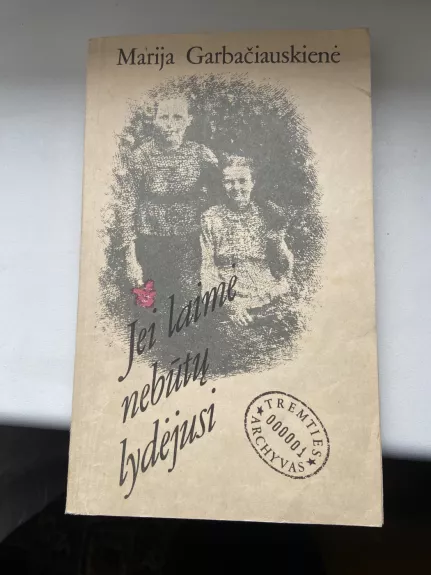 Marija Garbačiauskienė
Jei laimė
nebūtų
lydėjusi
TREMTIES
000001
ARCHYVAS